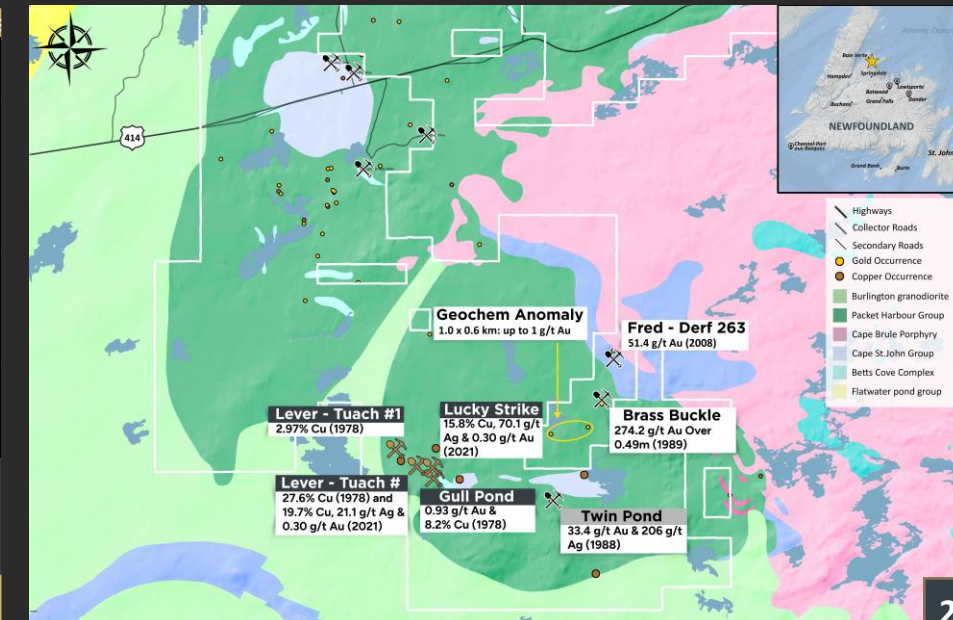 414
Atlantic Ocean
Baie Verte
Springdale
Hampden
Lewisporte
Botwood
Grand Falls
Gander
Buchans
NEWFOUNDLAND
Channel-Port
aux Basques
St. John
Grand Bank
Burin
Highways
Collector Roads
Secondary Roads
Gold Occurrence
Copper Occurrence
Burlington granodiorite
Packet Harbour Group
Cape Brule Porphyry
Cape St.John Group
Betts Cove Complex
Flatwater pond group
Geochem Anomaly
1.0 x 0.6 km: up to 1 g/t Au
Fred - Derf 263
51.4 g/t Au (2008)
Lever - Tuach #1
2.97% Cu (1978)
Lucky Strike
15.8% Cu, 70.1 g/t
Ag & 0.30 g/t Au
(2021)
Brass Buckle
274.2 g/t Au Over
0.49m (1989)
Lever - Tuach #
27.6% Cu (1978) and
19.7% Cu, 21.1 g/t Ag &
0.30 g/t Au (2021)
Gull Pond
0.93 g/t Au &
8.2% Cu (1978)
Twin Pond
33.4 g/t Au & 206 g/t
Ag (1988)
2